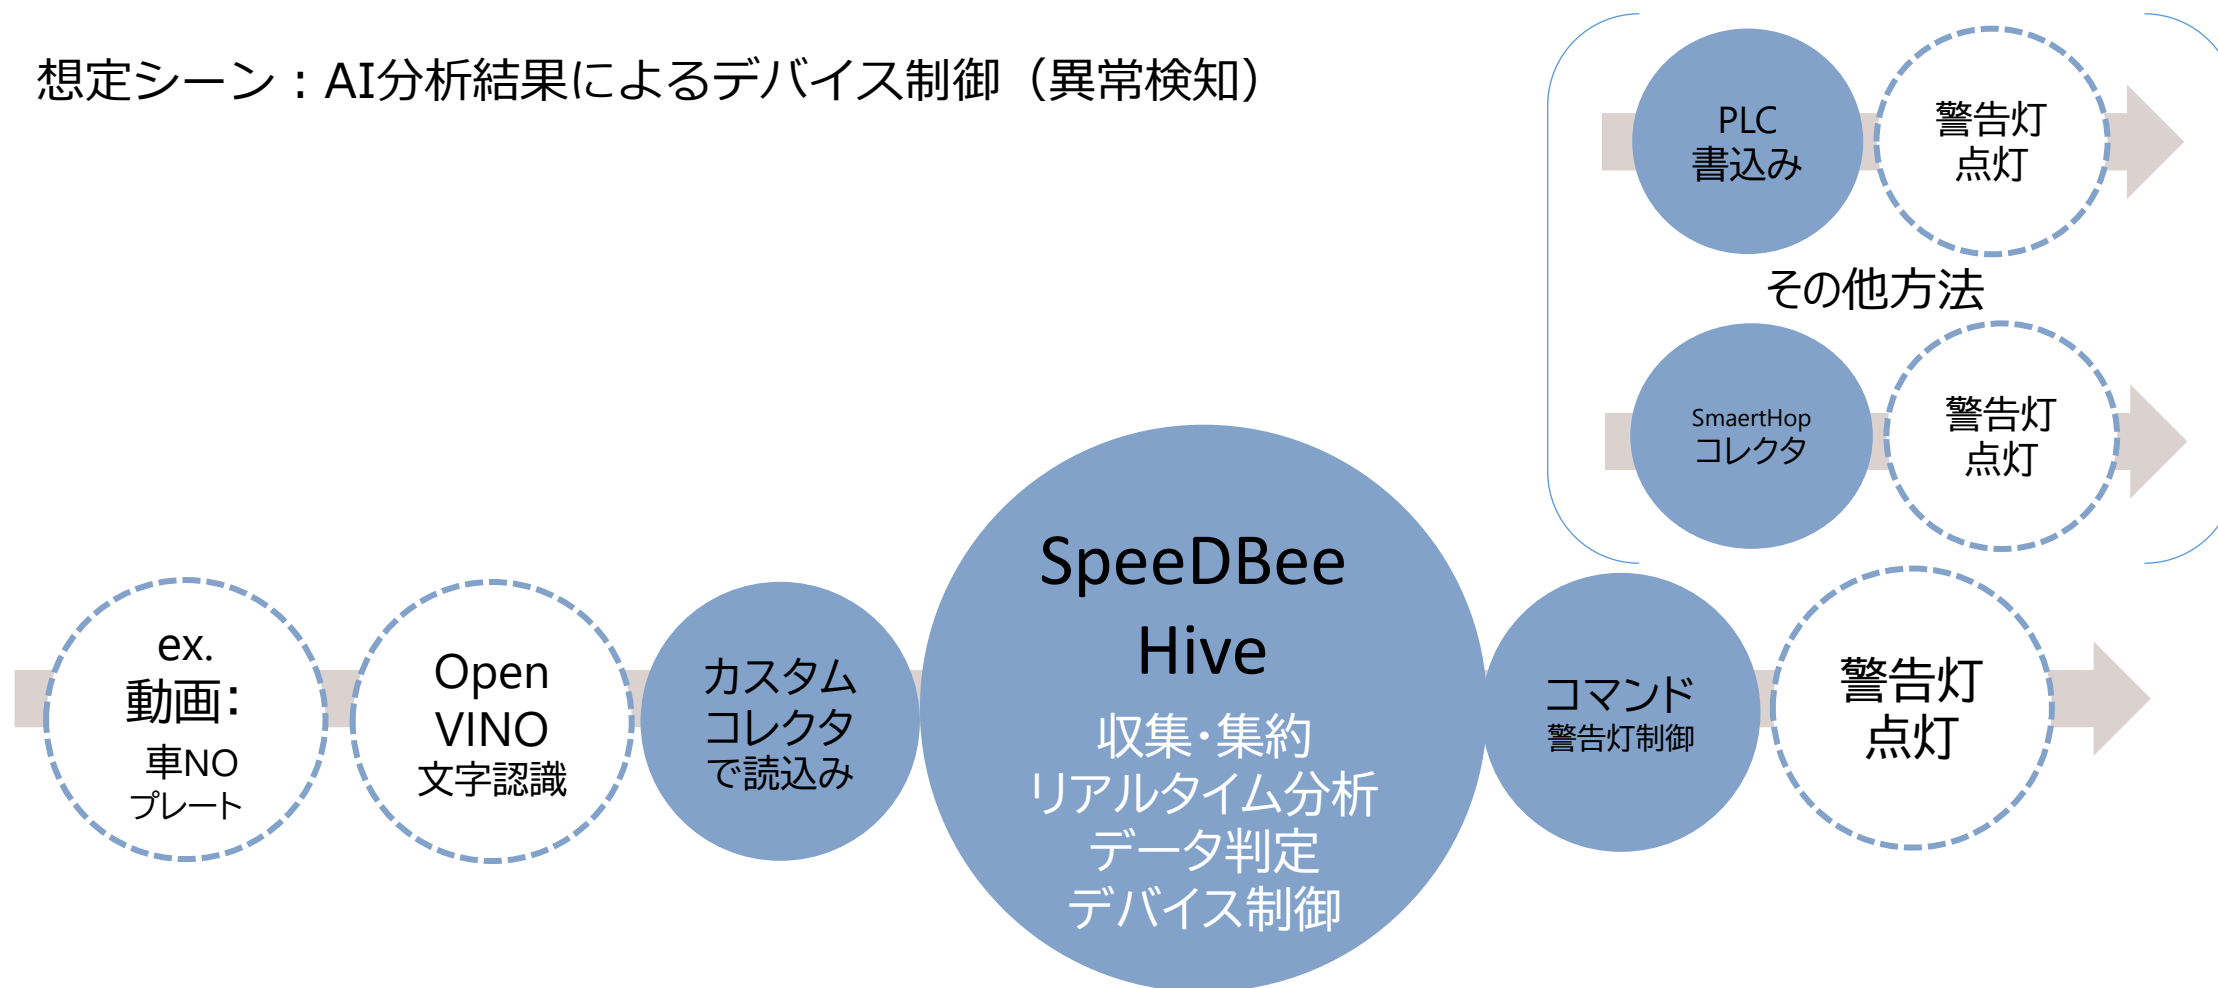 想定シーン：AI分析結果によるデバイス制御（異常検知）
PLC
書込み
警告灯
点灯
その他方法
SmaertHop
コレクタ
警告灯
点灯
ex.
動画：
車NO
プレート
Open
VINO
文字認識
カスタム
コレクタ
で読込み
SpeeDBee
Hive
収集・集約
リアルタイム分析
データ判定
デバイス制御
コマンド
警告灯制御
警告灯
点灯